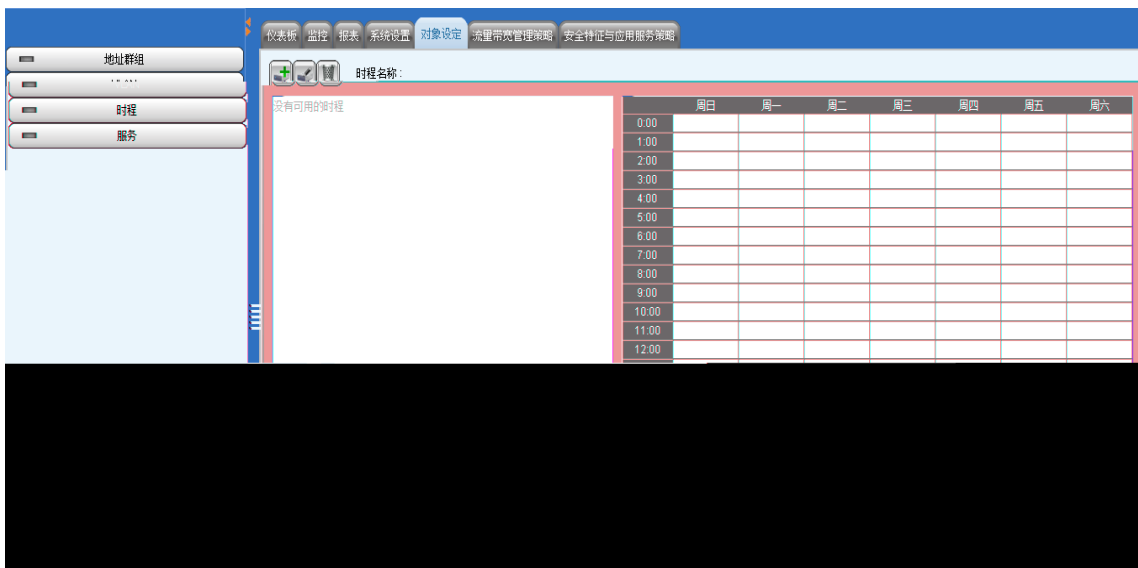 仪表板 监控 报表 系统设置 对象设定 流量带宽管理策略 安全特征与应用服务策略
地址群组
时程
服务
时程名称:
没有可用的时程
周日 周一 周二 周三 周四 周五 周六
0:00
1:00
2:00
3:00
4:00
5:00
6:00
7:00
8:00
9:00
10:00
11:00
12:00